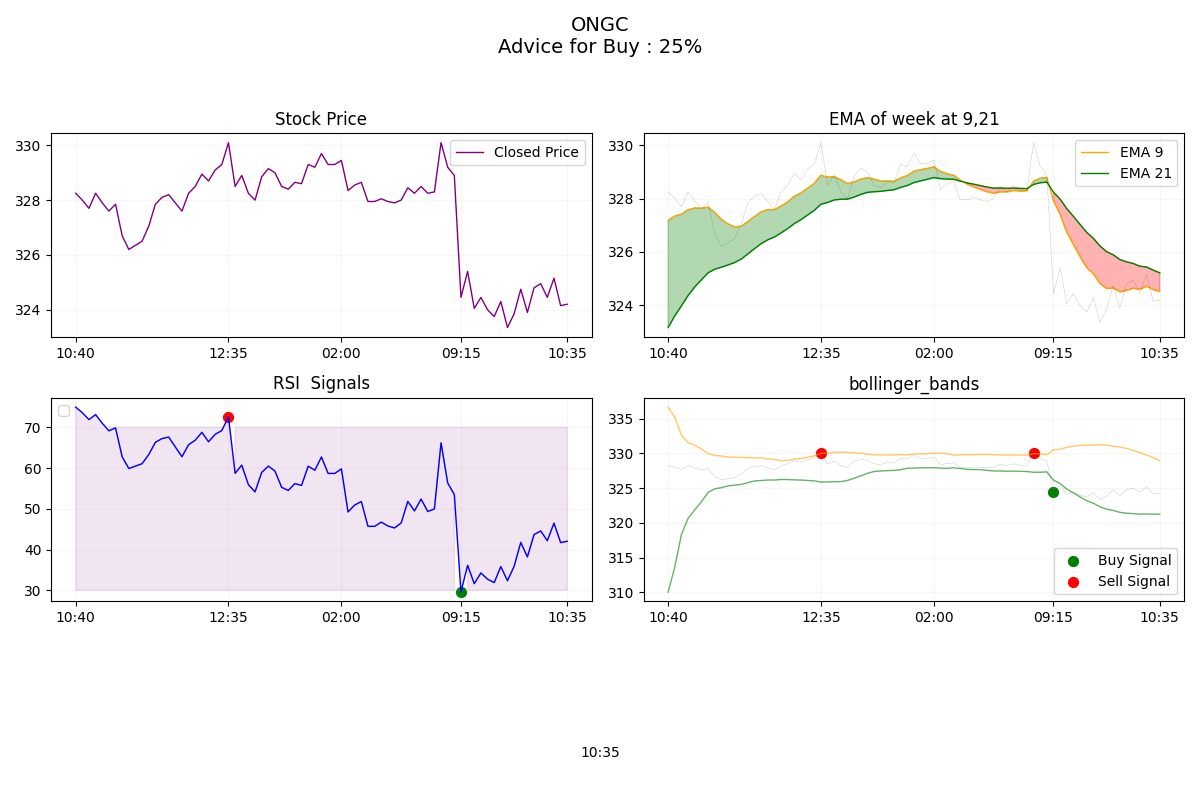 ONGC
Advice for Buy : 25%
Stock Price
330
328
326
324
Closed Price
10:40 12:35 02:00 09:15 10:35
EMA of week at 9,21
330
328
326
324
EMA 9
EMA 21
10:40 12:35 02:00 09:15 10:35
RSI  Signals
70
60
50
40
30
10:40 12:35 02:00 09:15 10:35
bollinger_bands
335
330
325
320
315
310
Buy Signal
Sell Signal
10:40 12:35 02:00 09:15 10:35
10:35